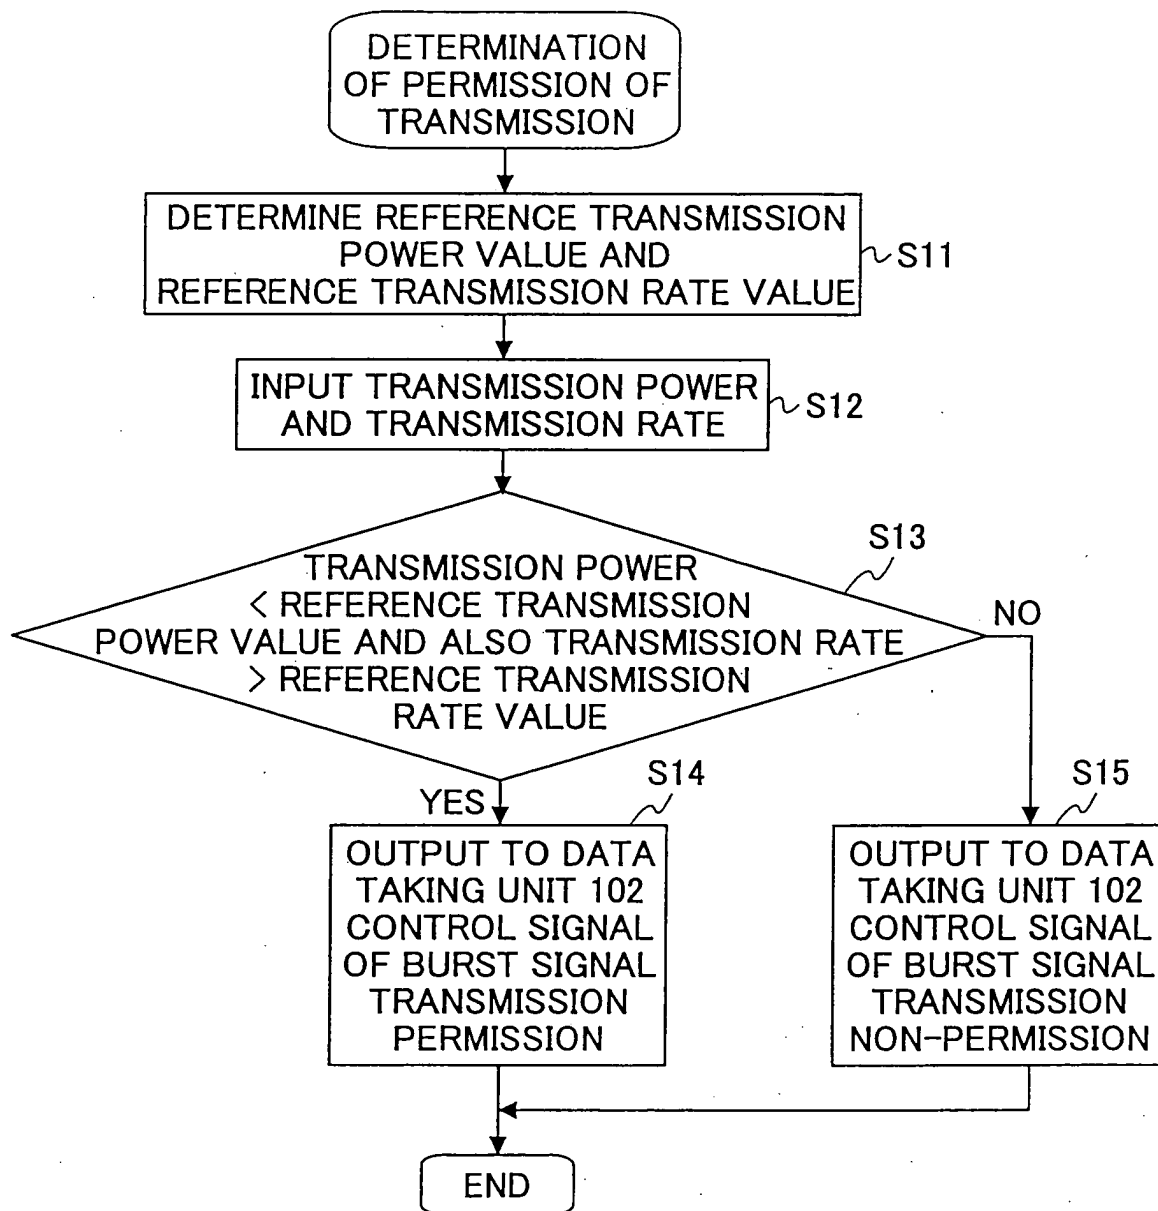 DETERMINATION
OF PERMISSION OF
TRANSMISSION
DETERMINE REFERENCE TRANSMISSION
POWER VALUE AND
REFERENCE TRANSMISSION RATE VALUE
S11
INPUT TRANSMISSION POWER
AND TRANSMISSION RATE
S12
S13
TRANSMISSION POWER
< REFERENCE TRANSMISSION
POWER VALUE AND ALSO TRANSMISSION RATE
> REFERENCE TRANSMISSION
RATE VALUE
NO
YES
S14
OUTPUT TO DATA
TAKING UNIT 102
CONTROL SIGNAL
OF BURST SIGNAL
TRANSMISSION
PERMISSION
S15
OUTPUT TO DATA
TAKING UNIT 102
CONTROL SIGNAL
OF BURST SIGNAL
TRANSMISSION
NON-PERMISSION
END